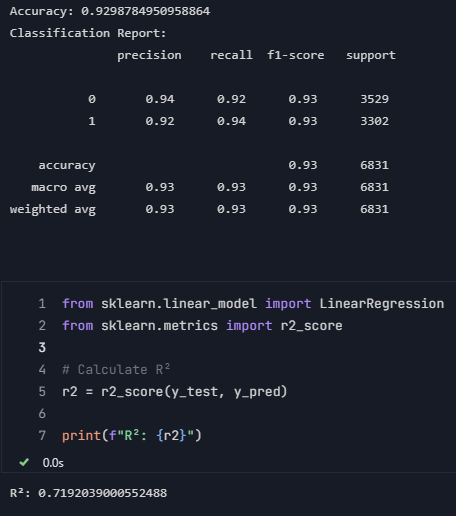 Accuracy: 0.9298784950958864
Classification Report:
precision recall f1-score support
0 0.94 0.92 0.93 3529
1 0.92 0.94 0.93 3302
accuracy 0.93 6831
macro avg 0.93 0.93 0.93 6831
weighted avg 0.93 0.93 0.93 6831
1 from sklearn.linear_model import LinearRegression
2 from sklearn.metrics import r2_score
3
4 # Calculate R²
5 r2 = r2_score(y_test, y_pred)
6
7 print(f"R²: {r2}")
0.0s
R²: 0.7192039000552488